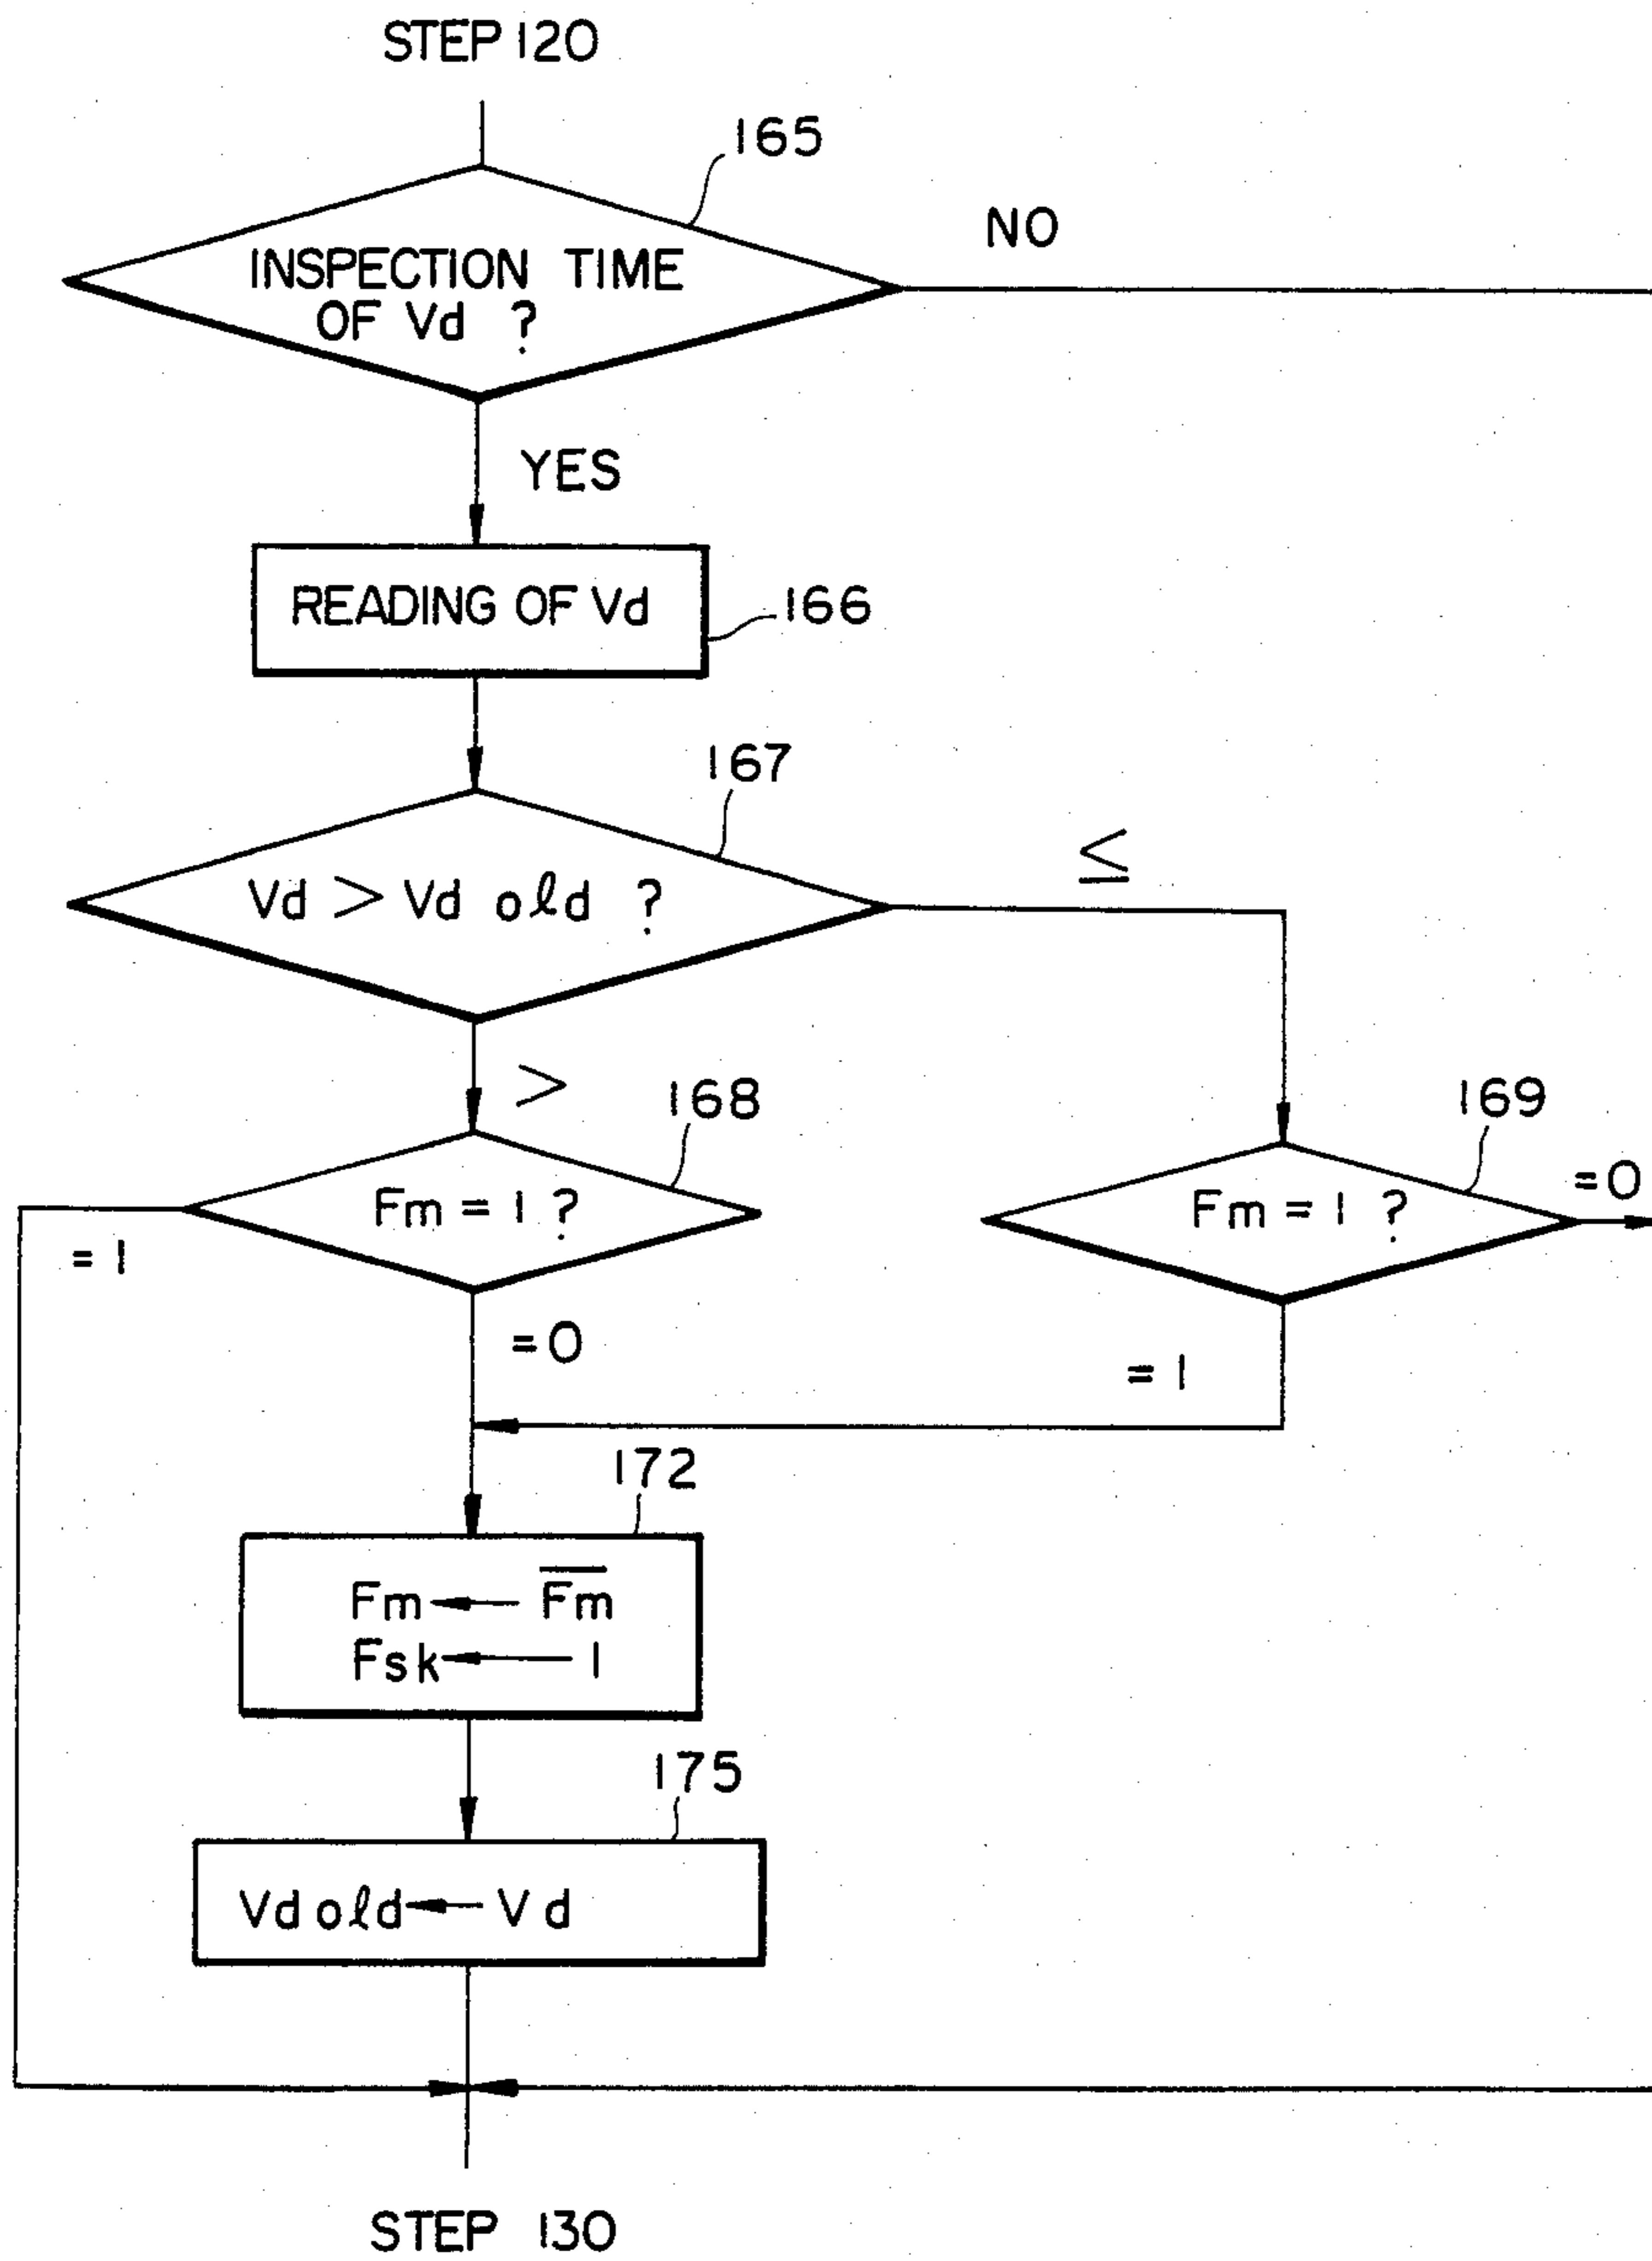 STEP 120
165
NO
INSPECTION TIME
OF Vd ?
YES
READING OF Vd
166
167
≤
Vd > Vd old ?
>
168
169
=0
Fm = 1 ?
Fm = 1 ?
= 1
=0
= 1
172
Fm ← F̅m̅
Fsk ← 1
175
Vd old ← Vd
STEP 130